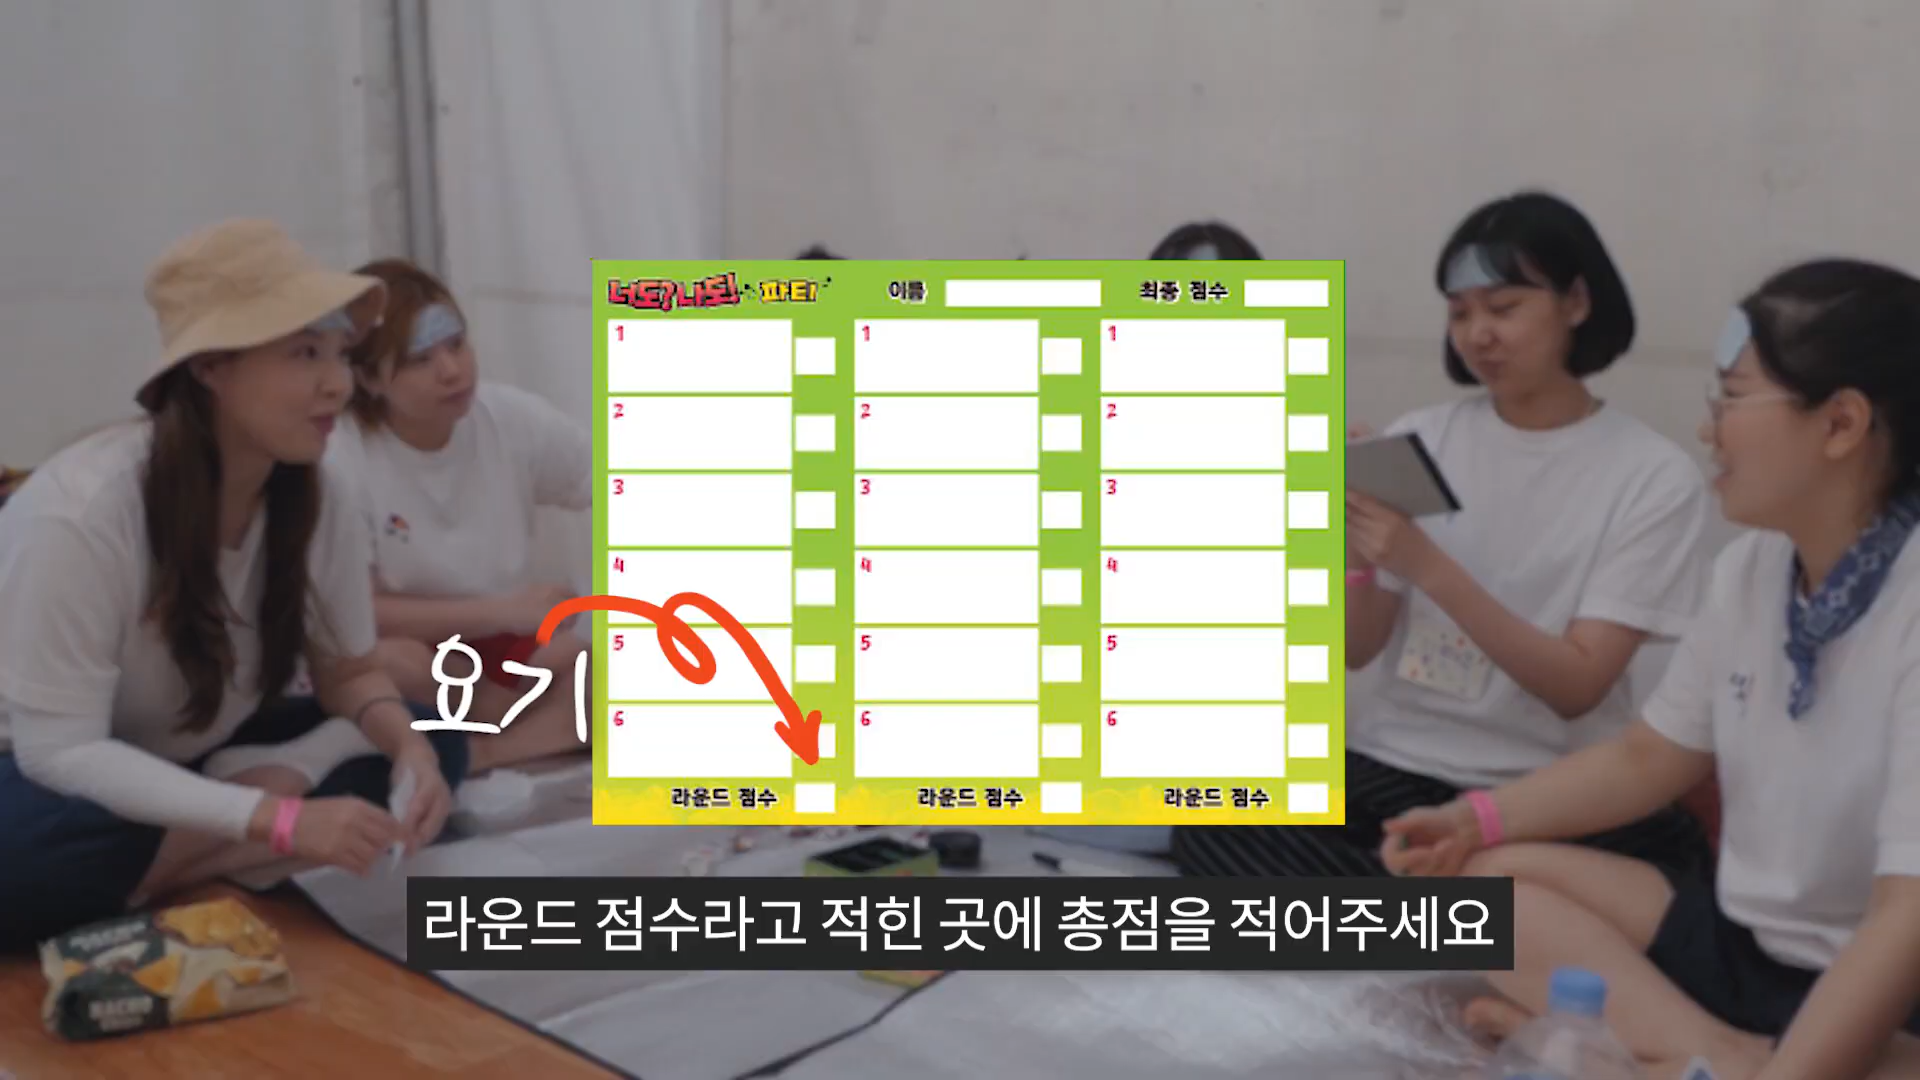 너도?나도! 파티 이름 최종 점수
1 1 1
2 2 2
3 3 3
4 4 4
5 5 5
6 6 6
라운드 점수 라운드 점수 라운드 점수
요기
라운드 점수라고 적힌 곳에 총점을 적어주세요
NACHO